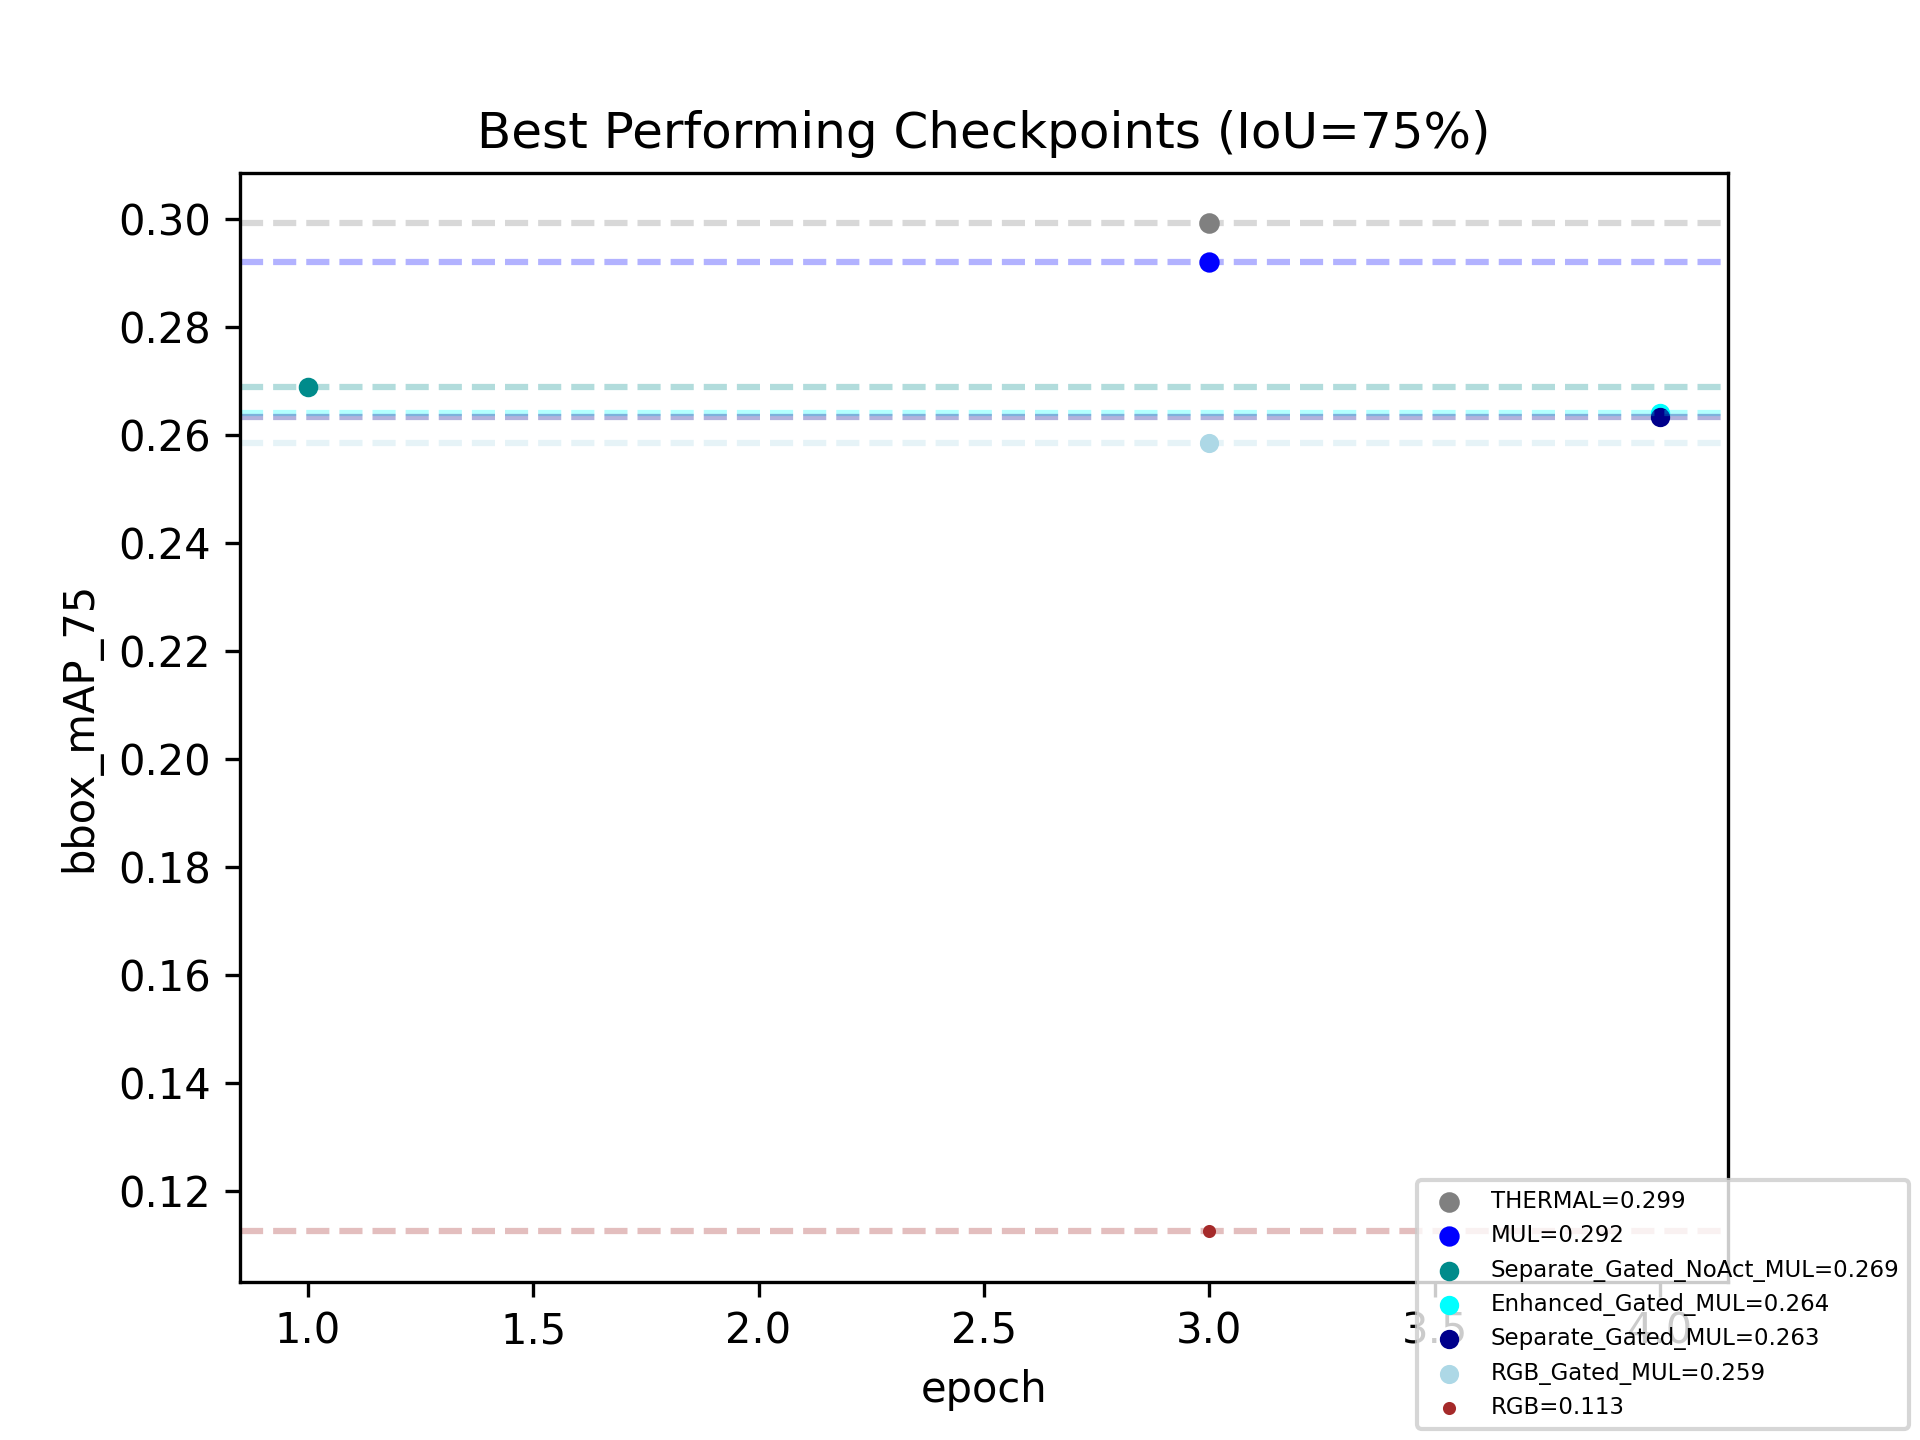 Best Performing Checkpoints (IoU=75%)
bbox_mAP_75
0.30
0.28
0.26
0.24
0.22
0.20
0.18
0.16
0.14
0.12
1.0 1.5 2.0 2.5 3.0 3.5 4.0
epoch
THERMAL=0.299
MUL=0.292
Separate_Gated_NoAct_MUL=0.269
Enhanced_Gated_MUL=0.264
Separate_Gated_MUL=0.263
RGB_Gated_MUL=0.259
RGB=0.113